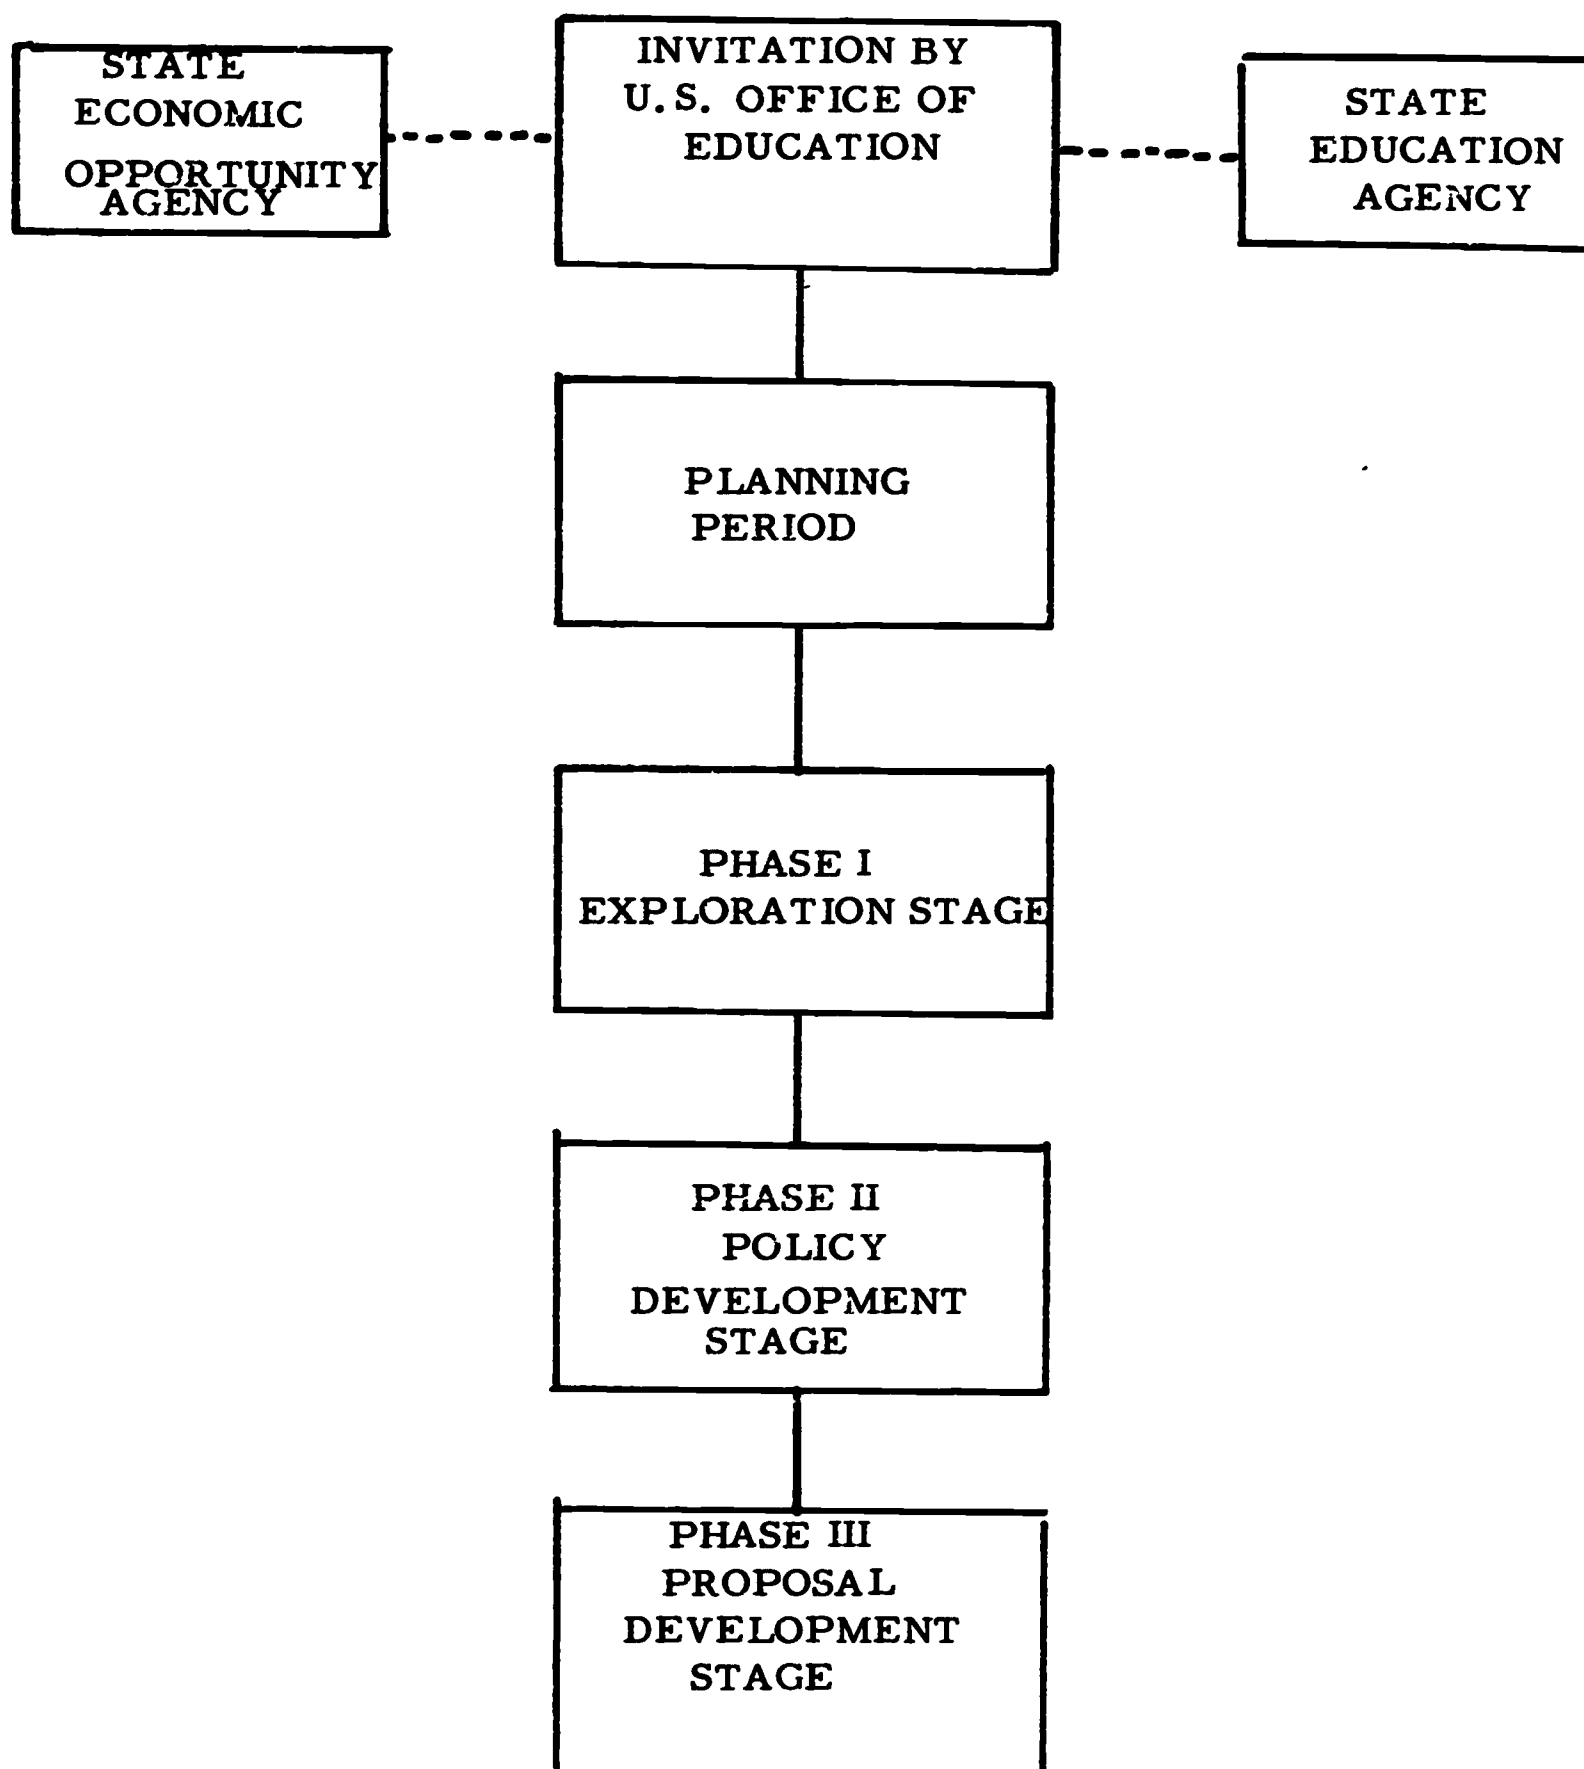 STATE
ECONOMIC
OPPORTUNITY
AGENCY
INVITATION BY
U.S. OFFICE OF
EDUCATION
STATE
EDUCATION
AGENCY
PLANNING
PERIOD
PHASE I
EXPLORATION STAGE
PHASE II
POLICY
DEVELOPMENT
STAGE
PHASE III
PROPOSAL
DEVELOPMENT
STAGE